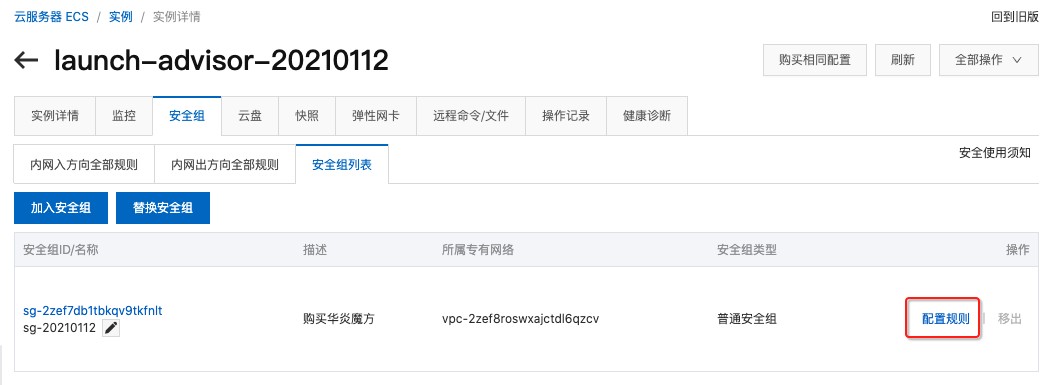 云服务器 ECS / 实例 / 实例详情 回到旧版
launch-advisor-20210112 购买相同配置 刷新 全部操作
实例详情 监控 安全组 云盘 快照 弹性网卡 远程命令/文件 操作记录 健康诊断
内网入方向全部规则 内网出方向全部规则 安全组列表 安全使用须知
加入安全组 替换安全组
安全组ID/名称 描述 所属专有网络 安全组类型 操作
sg-2zef7db1tbkqv9tkfnlt
sg-20210112 购买华炎魔方 vpc-2zef8roswxajctdl6qzcv 普通安全组 配置规则 | 移出